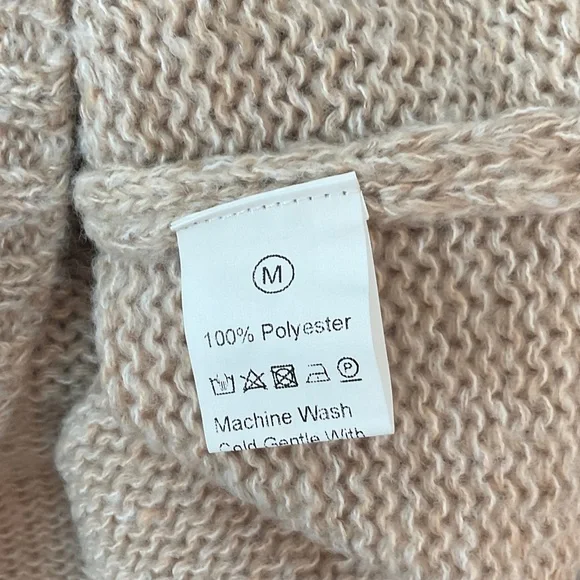 M
100% Polyester
P
Machine Wash
Cold Gentle With